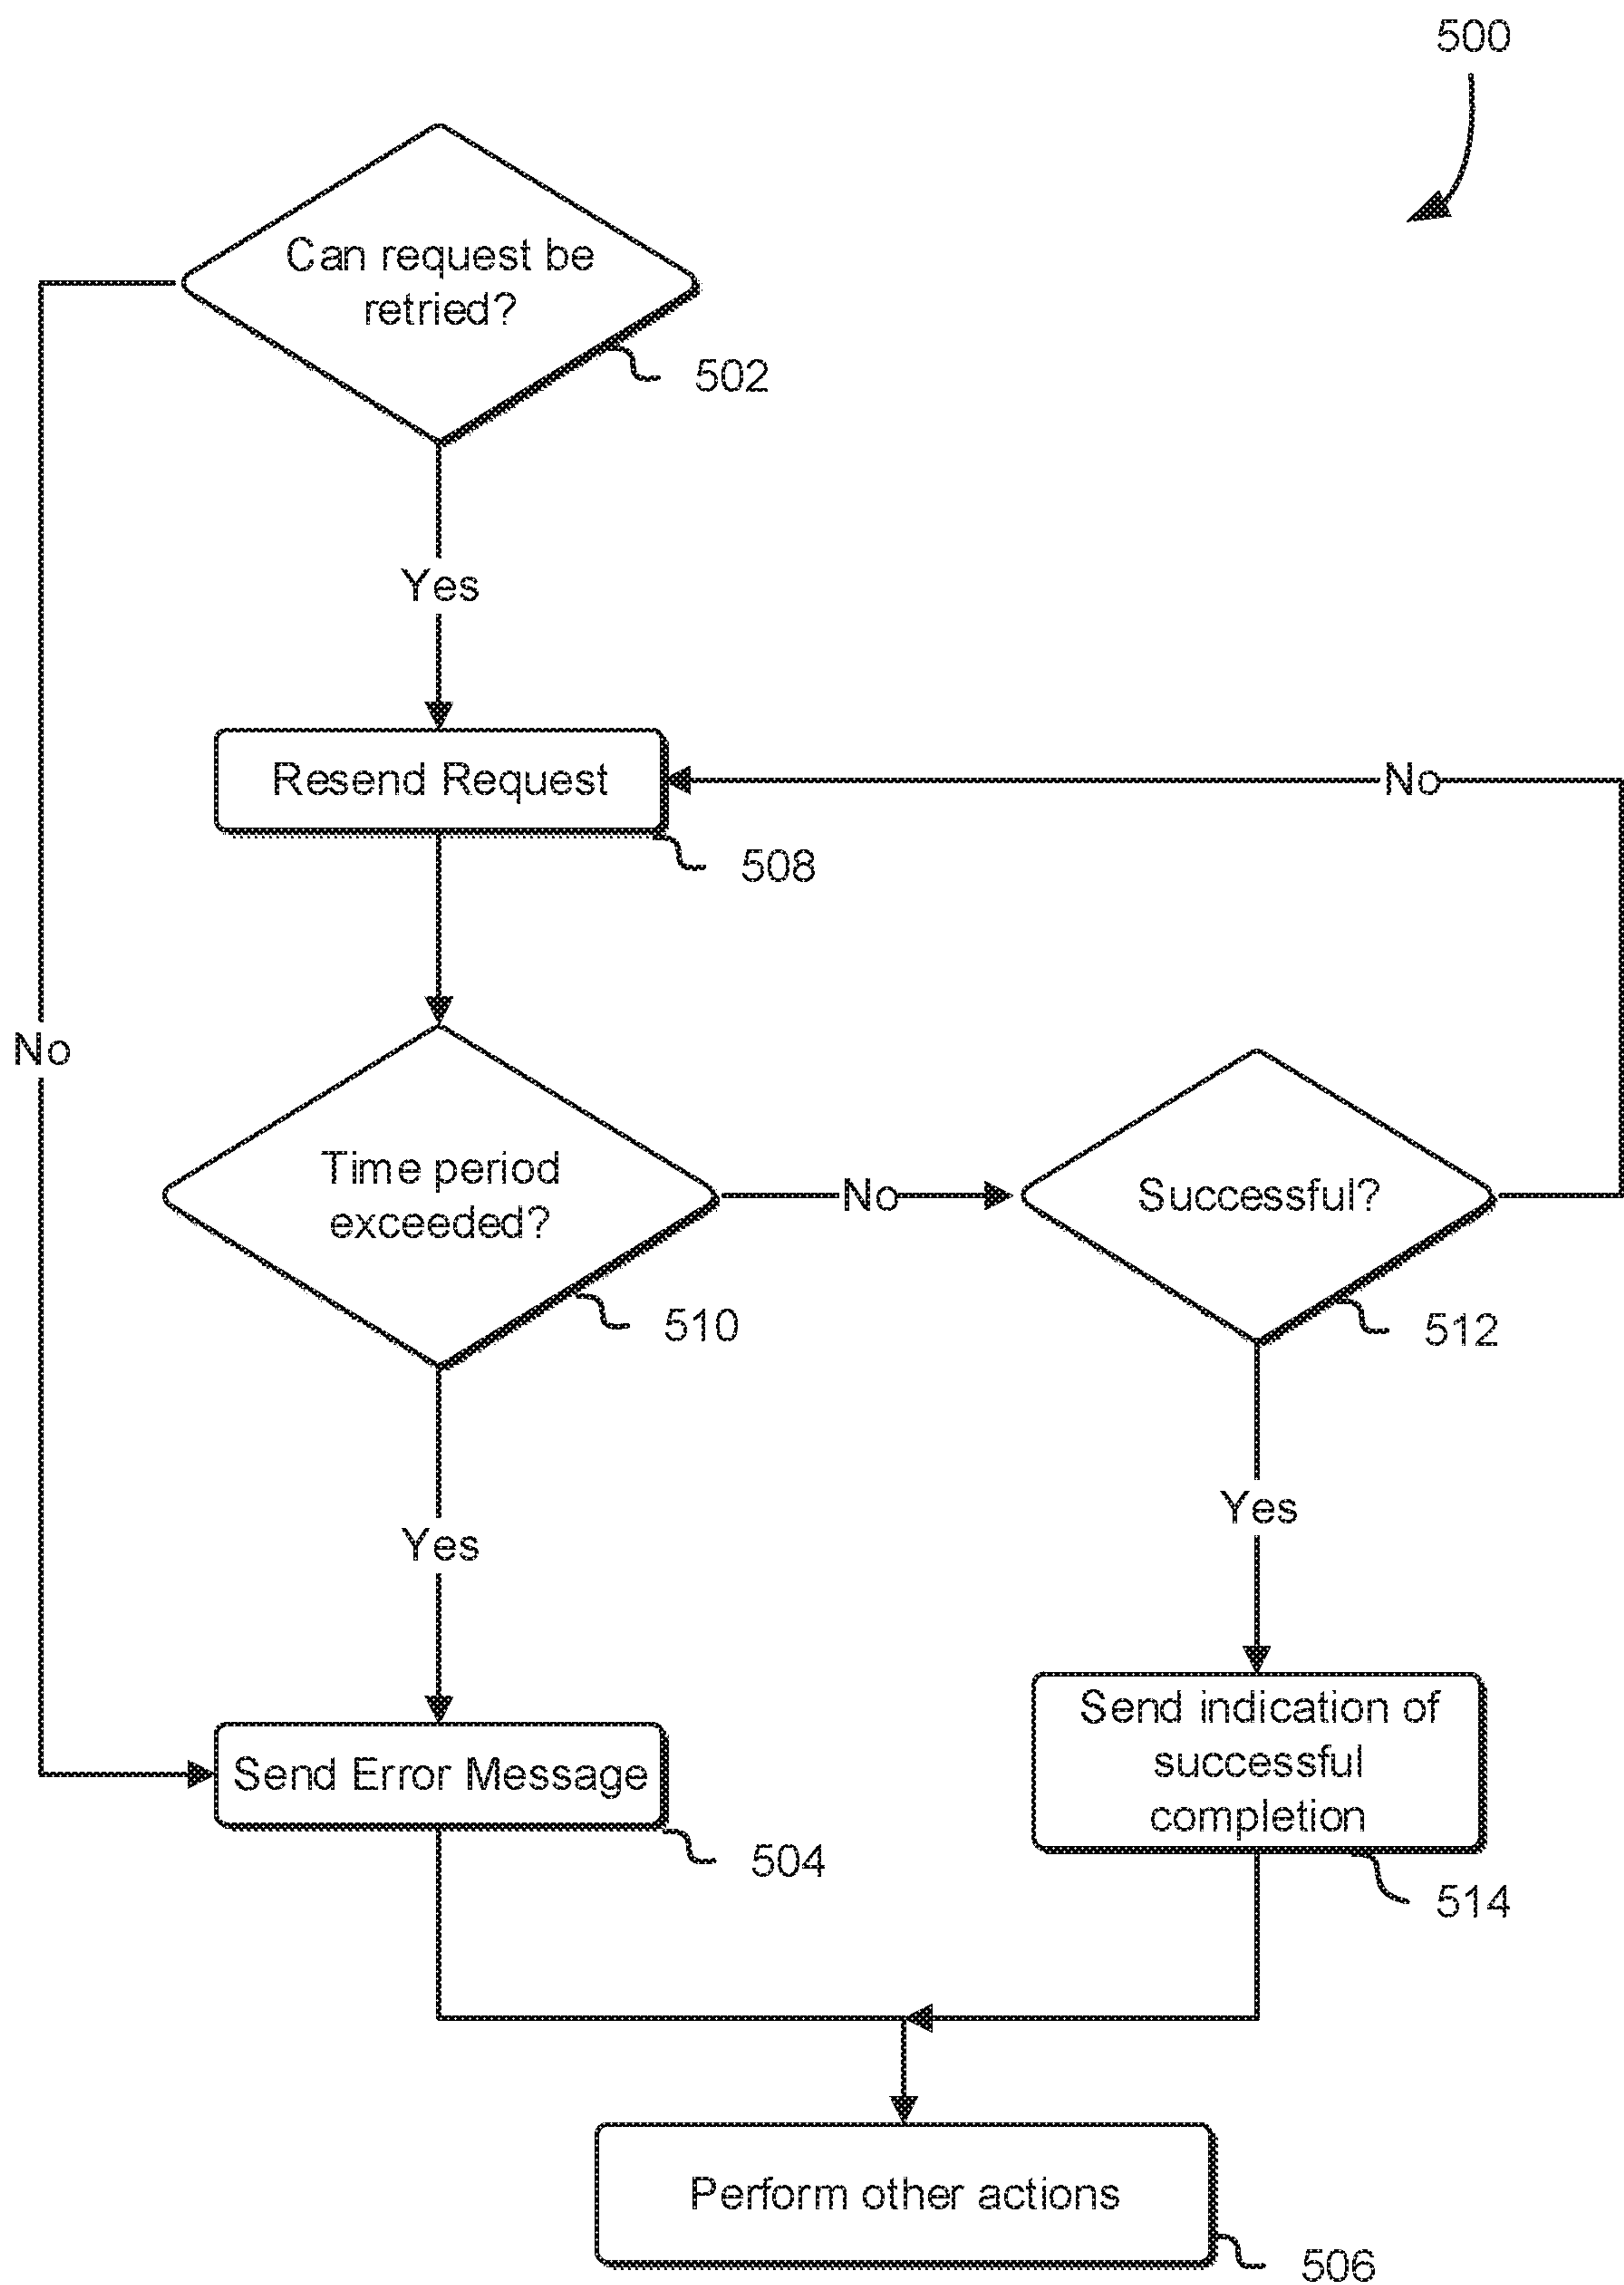 500
Can request be
retried?
502
Yes
Resend Request
No
508
No
Time period
exceeded?
No
Successful?
510
512
Yes
Yes
Send Error Message
Send indication of
successful
completion
504
514
Perform other actions
506